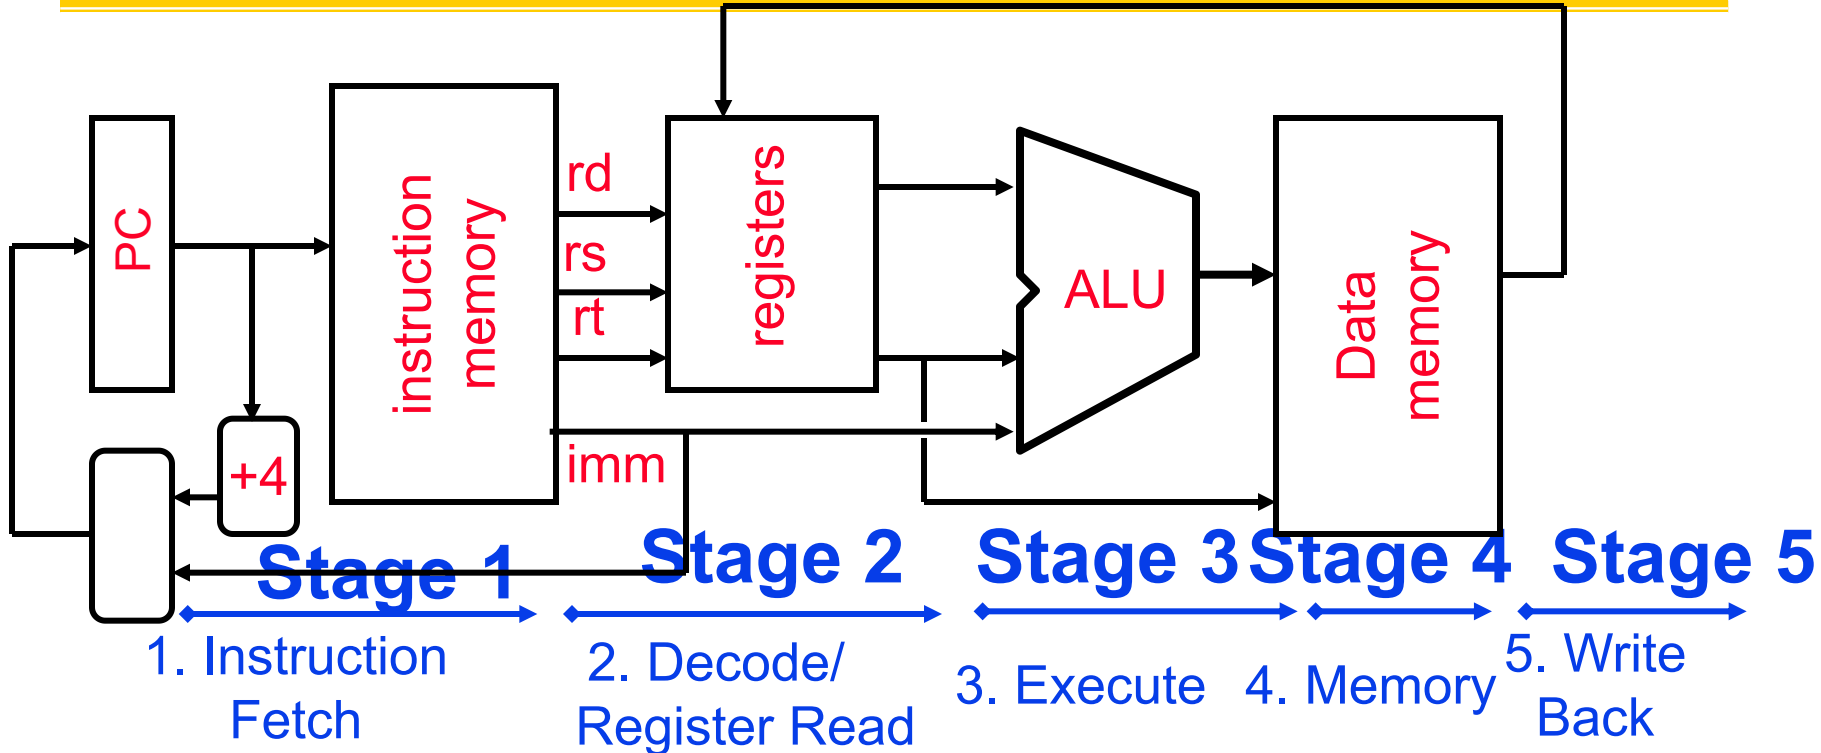 PC
+4
instruction
memory
rd
rs
rt
imm
registers
ALU
Data
memory
Stage 1
Stage 2
Stage 3
Stage 4
Stage 5
1. Instruction
Fetch
2. Decode/
Register Read
3. Execute
4. Memory
5. Write
Back